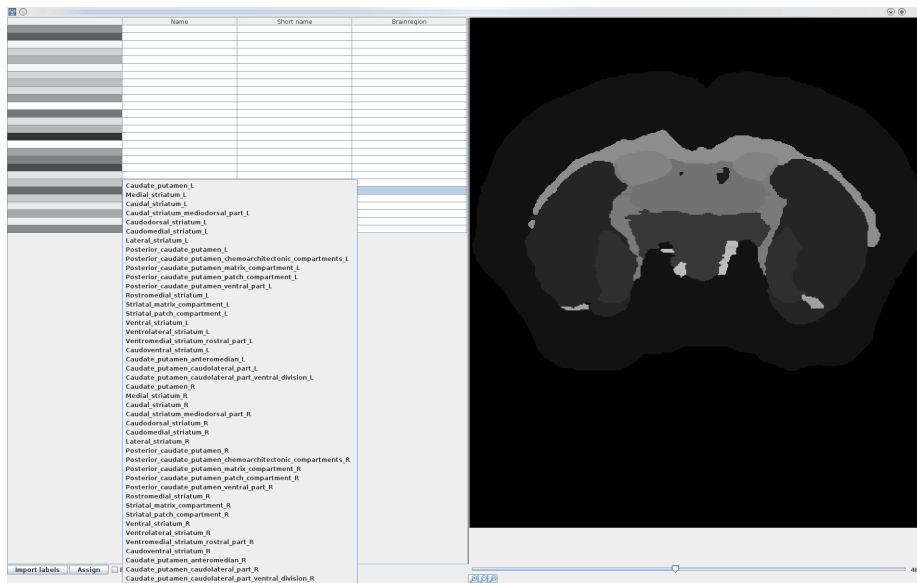 Name Short name Brainregion
Caudate_putamen_L
Medial_striatum_L
Caudal_striatum_L
Caudal_striatum_mediodorsal_part_L
Caudodorsal_striatum_L
Caudomedial_striatum_L
Lateral_striatum_L
Posterior_caudate_putamen_L
Posterior_caudate_putamen_chemoarchitectonic_compartments_L
Posterior_caudate_putamen_matrix_compartment_L
Posterior_caudate_putamen_patch_compartment_L
Posterior_caudate_putamen_ventral_part_L
Rostromedial_striatum_L
Striatal_matrix_compartment_L
Striatal_patch_compartment_L
Ventral_striatum_L
Ventrolateral_striatum_L
Ventromedial_striatum_rostral_part_L
Caudoventral_striatum_L
Caudate_putamen_anteromedian_L
Caudate_putamen_caudolateral_part_L
Caudate_putamen_caudolateral_part_ventral_division_L
Caudate_putamen_R
Medial_striatum_R
Caudal_striatum_R
Caudal_striatum_mediodorsal_part_R
Caudodorsal_striatum_R
Caudomedial_striatum_R
Lateral_striatum_R
Posterior_caudate_putamen_R
Posterior_caudate_putamen_chemoarchitectonic_compartments_R
Posterior_caudate_putamen_matrix_compartment_R
Posterior_caudate_putamen_patch_compartment_R
Posterior_caudate_putamen_ventral_part_R
Rostromedial_striatum_R
Striatal_matrix_compartment_R
Striatal_patch_compartment_R
Ventral_striatum_R
Ventrolateral_striatum_R
Ventromedial_striatum_rostral_part_R
Caudoventral_striatum_R
Caudate_putamen_anteromedian_R
Caudate_putamen_caudolateral_part_R
Caudate_putamen_caudolateral_part_ventral_division_R
Import labels Assign